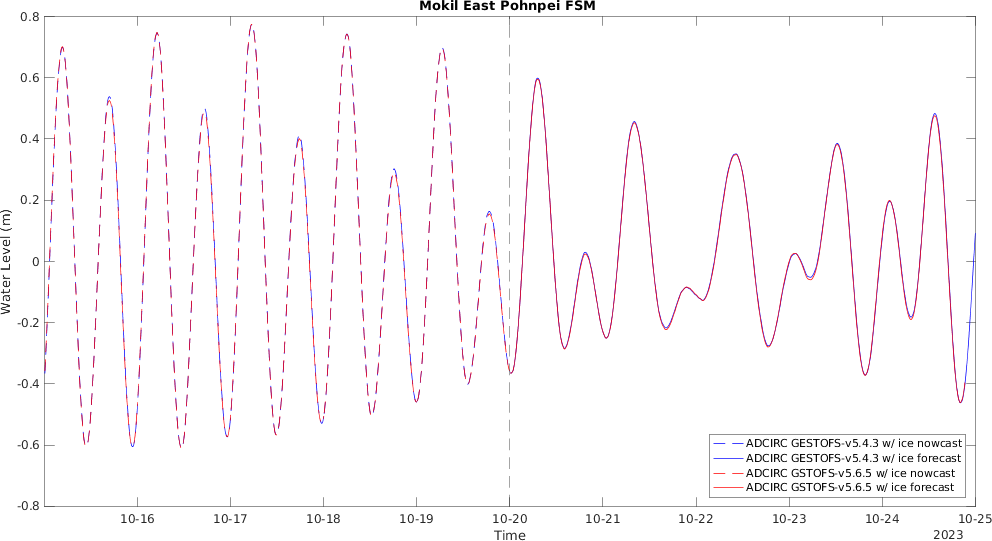 Mokil East Pohnpei FSM
0.8
0.6
0.4
0.2
0
-0.2
-0.4
-0.6
-0.8
Water Level (m)
10-16 10-17 10-18 10-19 10-20 10-21 10-22 10-23 10-24 10-25
Time
2023
ADCIRC GESTOFS-v5.4.3 w/ ice nowcast
ADCIRC GESTOFS-v5.4.3 w/ ice forecast
ADCIRC GSTOFS-v5.6.5 w/ ice nowcast
ADCIRC GSTOFS-v5.6.5 w/ ice forecast